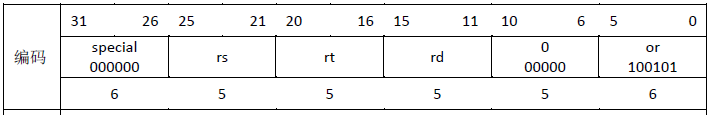 31 26 25 21 20 16 15 11 10 6 5 0
编码 special rs rt rd 0 or
000000 00000 100101
6 5 5 5 5 6